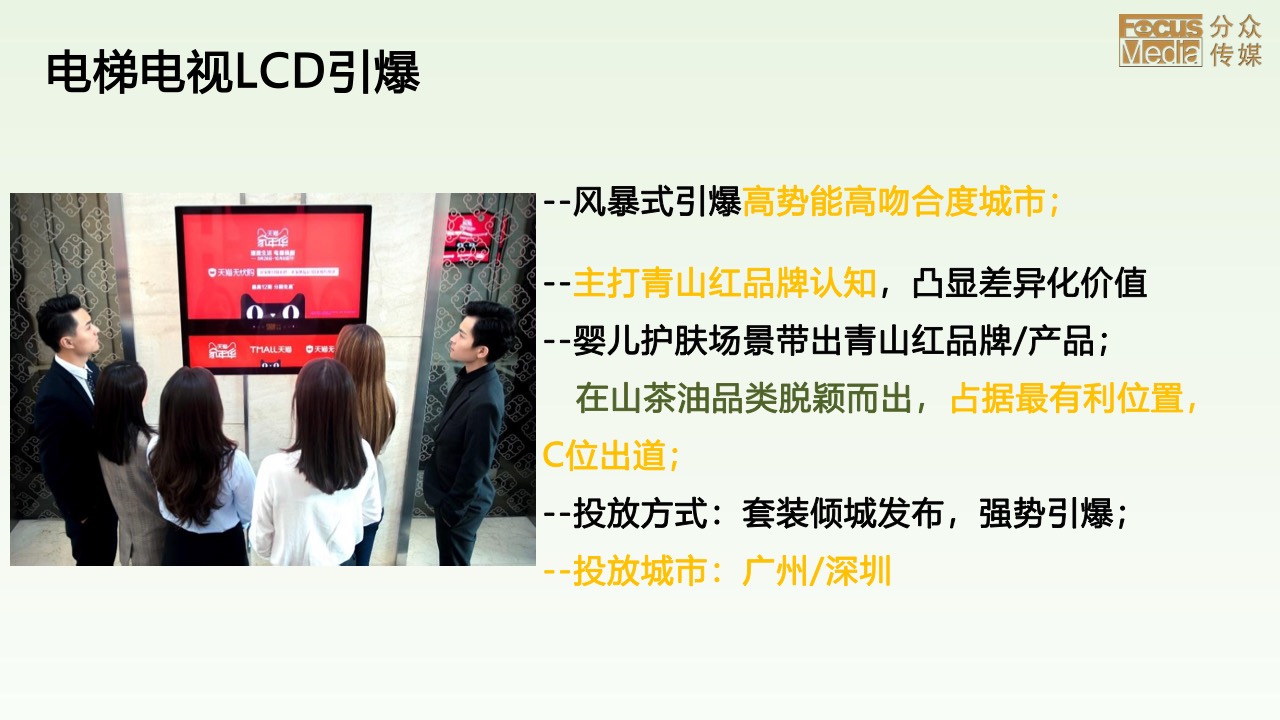 电梯电视LCD引爆
FOCUS Media 分众传媒
天猫
TMALL天猫
--风暴式引爆高势能高吻合度城市；
--主打青山红品牌认知，凸显差异化价值
--婴儿护肤场景带出青山红品牌/产品；
在山茶油品类脱颖而出，占据最有利位置，
C位出道；
--投放方式：套装倾城发布，强势引爆；
--投放城市：广州/深圳